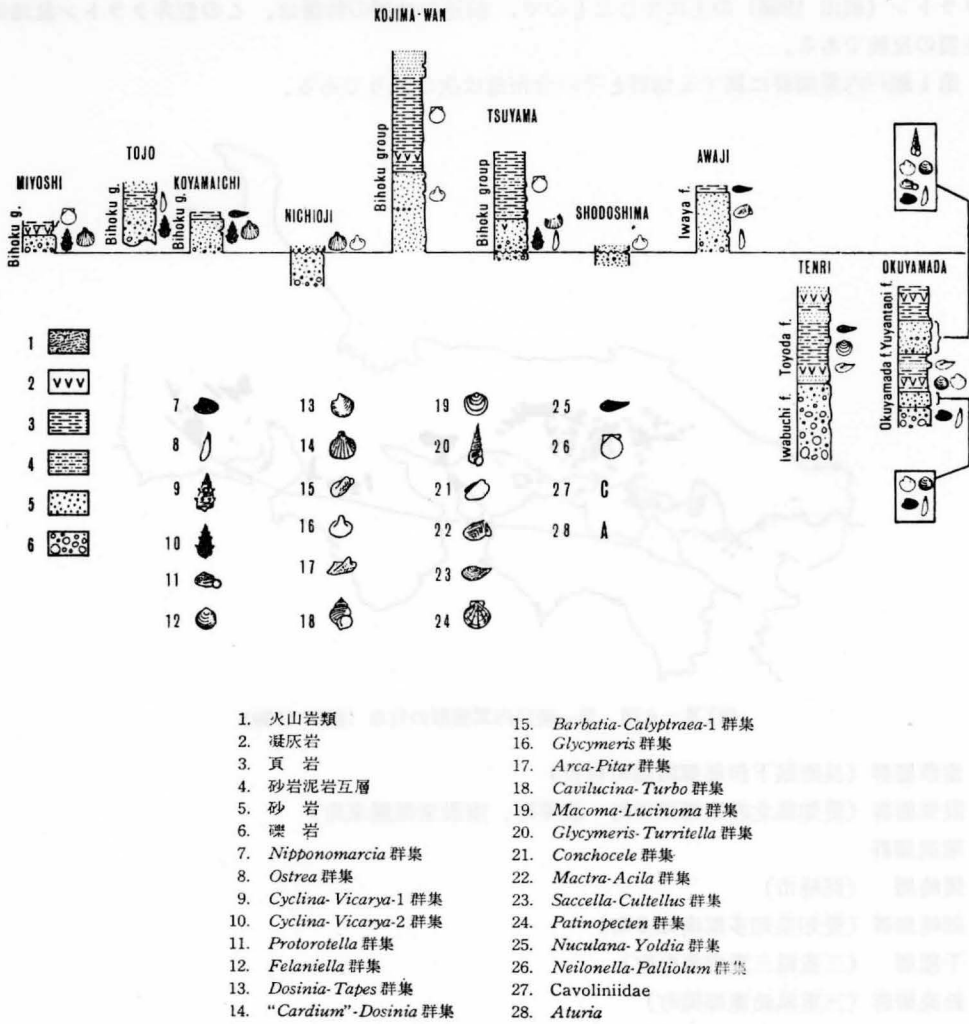 KOJIMA-WAN
TSUYAMA
TOJO
AWAJI
MIYOSHI
KOYAMAICHI
NICHIOJI
SHODOSHIMA
Bihoku g.
Bihoku g.
Bihoku g.
Bihoku group
Bihoku group
Iwaya f.
TENRI
OKUYAMADA
Iwabuchi f. Toyoda f.
Okuyamada f. Yuyantani f.
1
2
3
4
5
6
7
8
9
10
11
12
13
14
15
16
17
18
19
20
21
22
23
24
25
26
27 C
28 A
1. 火山岩類
2. 凝灰岩
3. 頁 岩
4. 砂岩泥岩互層
5. 砂 岩
6. 礫 岩
7. Nipponomarcia 群集
8. Ostrea 群集
9. Cyclina-Vicarya-1 群集
10. Cyclina-Vicarya-2 群集
11. Protorotella 群集
12. Felaniella 群集
13. Dosinia-Tapes 群集
14. "Cardium"-Dosinia 群集
15. Barbatia-Calyptraea-1 群集
16. Glycymeris 群集
17. Arca-Pitar 群集
18. Cavilucina-Turbo 群集
19. Macoma-Lucinoma 群集
20. Glycymeris-Turritella 群集
21. Conchocele 群集
22. Mactra-Acila 群集
23. Saccella-Cultellus 群集
24. Patinopecten 群集
25. Nuculana-Yoldia 群集
26. Neilonella-Palliolum 群集
27. Cavoliniidae
28. Aturia